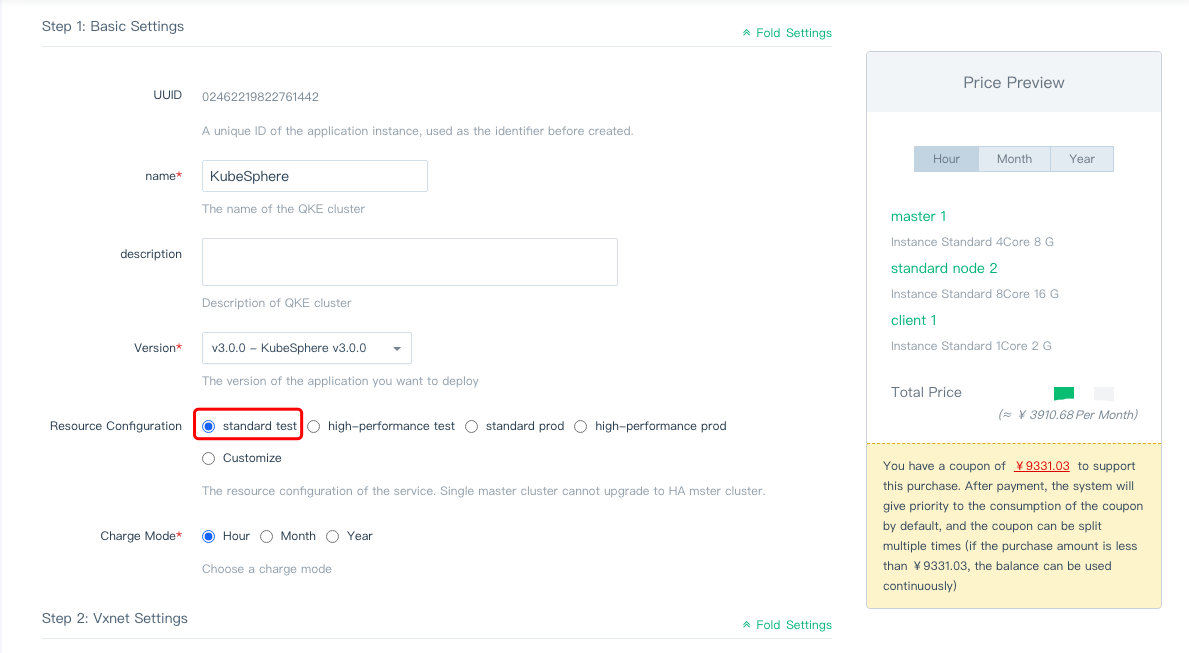 Step 1: Basic Settings
Fold Settings
UUID
02462219822761442
A unique ID of the application instance, used as the identifier before created.
name*
KubeSphere
The name of the QKE cluster
description
Description of QKE cluster
Version*
v3.0.0 – KubeSphere v3.0.0
The version of the application you want to deploy
Resource Configuration
standard test high-performance test standard prod high-performance prod
Customize
The resource configuration of the service. Single master cluster cannot upgrade to HA mster cluster.
Charge Mode*
Hour Month Year
Choose a charge mode
Step 2: Vxnet Settings
Fold Settings
Price Preview
Hour Month Year
master 1
Instance Standard 4Core 8 G
standard node 2
Instance Standard 8Core 16 G
client 1
Instance Standard 1Core 2 G
Total Price
(≈ ¥ 3910.68 Per Month)
You have a coupon of ¥9331.03 to support
this purchase. After payment, the system will
give priority to the consumption of the coupon
by default, and the coupon can be split
multiple times (if the purchase amount is less
than ¥9331.03, the balance can be used
continuously)